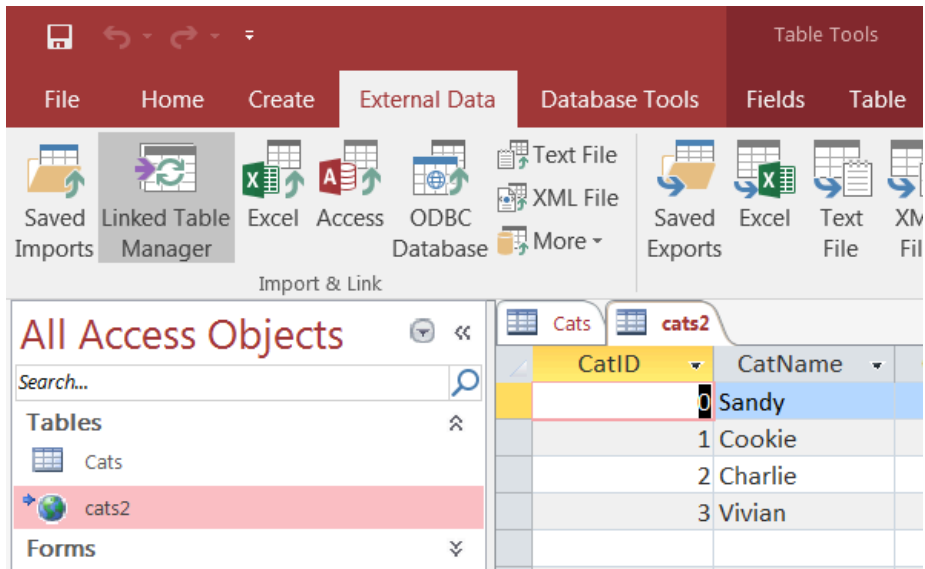 Table Tools
File Home Create External Data Database Tools Fields Table
Saved Imports
Linked Table Manager
Excel
Access
ODBC Database
Text File
XML File
More
Saved Exports
Excel
Text File
Import & Link
All Access Objects
Search...
Tables
Cats
cats2
Forms
Cats cats2
CatID CatName
0 Sandy
1 Cookie
2 Charlie
3 Vivian